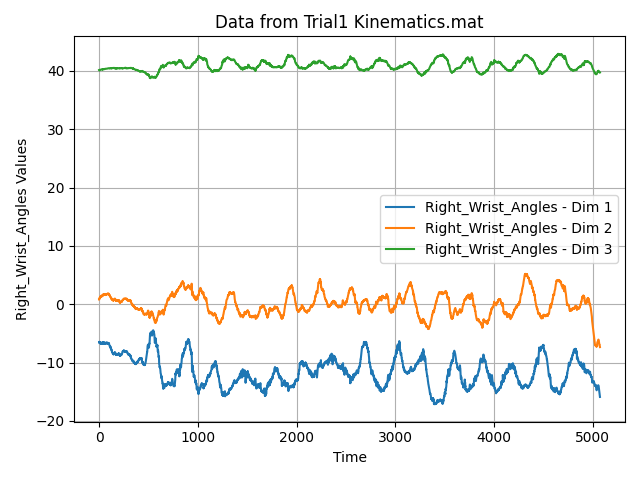 Data from Trial1 Kinematics.mat
Right_Wrist_Angles Values
40
30
20
10
0
−10
−20
Right_Wrist_Angles - Dim 1
Right_Wrist_Angles - Dim 2
Right_Wrist_Angles - Dim 3
0 1000 2000 3000 4000 5000
Time